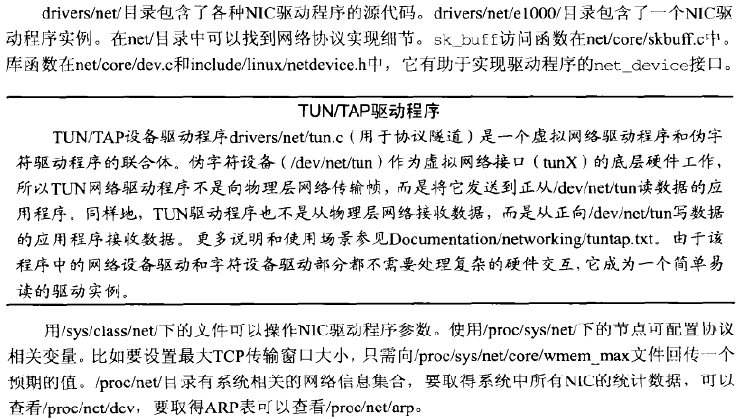 drivers/net/目录包含了各种NIC驱动程序的源代码。drivers/net/e1000/目录包含了一个NIC驱
动程序实例。在net/目录中可以找到网络协议实现细节。sk_buff访问函数在net/core/skbuff.c中。
库函数在net/core/dev.c和include/linux/netdevice.h中，它有助于实现驱动程序的net_device接口。
TUN/TAP驱动程序
TUN/TAP设备驱动程序drivers/net/tun.c（用于协议隧道）是一个虚拟网络驱动程序和伪字
符驱动程序的联合体。伪字符设备（/dev/net/tun）作为虚拟网络接口（tunX）的底层硬件工作，
所以TUN网络驱动程序不是向物理层网络传输帧，而是将它发送到正从/dev/net/tun读数据的应
用程序。同样地，TUN驱动程序也不是从物理层网络接收数据，而是从正向/dev/net/tun写数据
的应用程序接收数据。更多说明和使用场景参见Documentation/networking/tuntap.txt。由于该
程序中的网络设备驱动和字符设备驱动部分都不需要处理复杂的硬件交互，它成为一个简单易
读的驱动实例。
用/sys/class/net/下的文件可以操作NIC驱动程序参数。使用/proc/sys/net/下的节点可配置协议
相关变量。比如要设置最大TCP传输窗口大小，只需向/proc/sys/net/core/wmem_max文件回传一个
预期的值。/proc/net/目录有系统相关的网络信息集合，要取得系统中所有NIC的统计数据，可以
查看/proc/net/dev，要取得ARP表可以查看/proc/net/arp。